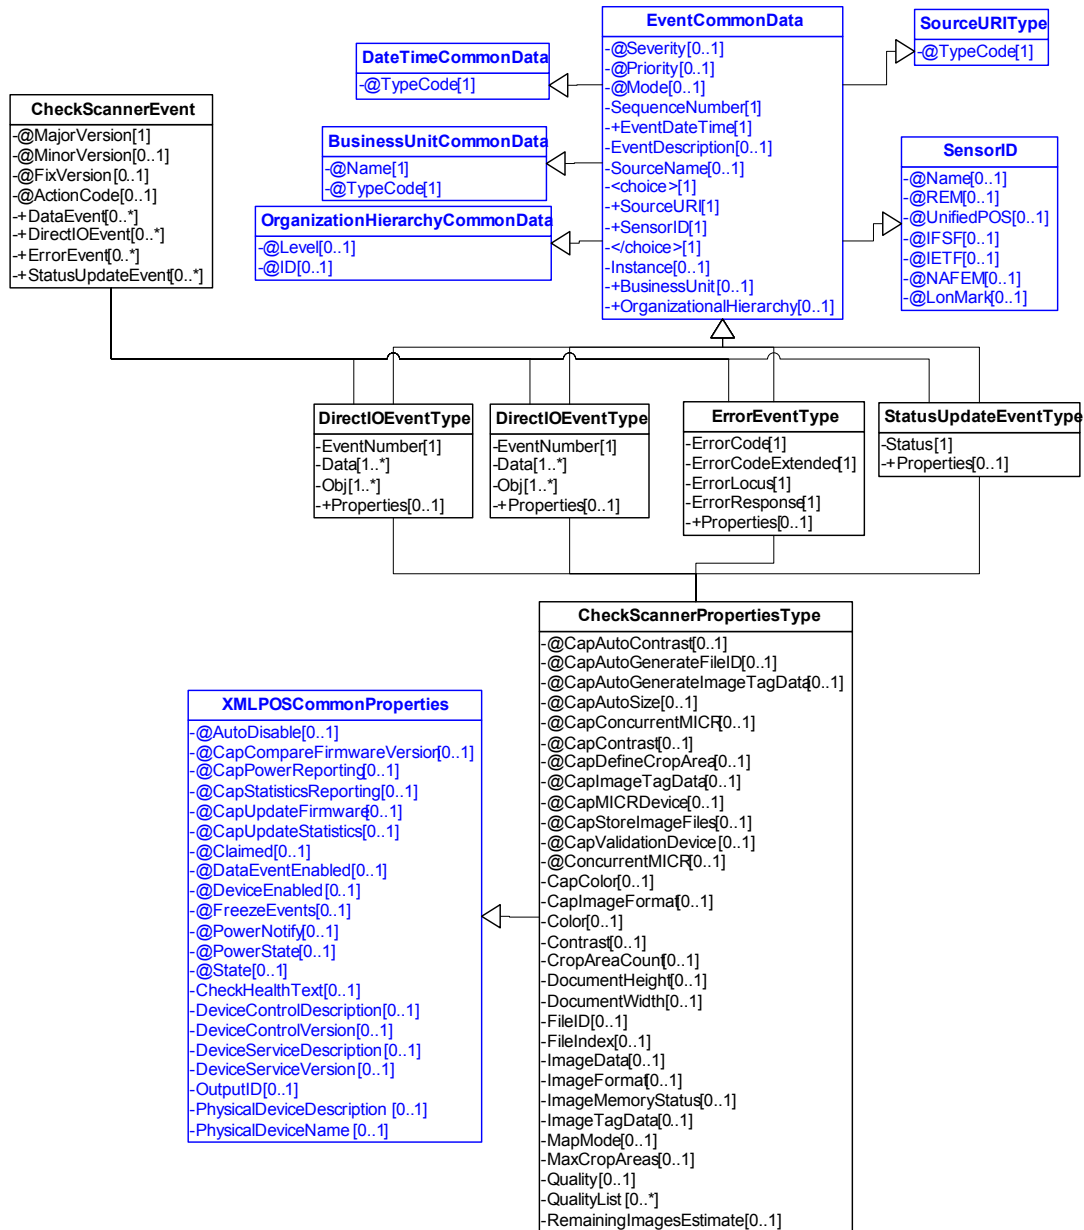 EventCommonData
-@Severity[0..1]
-@Priority[0..1]
-@Mode[0..1]
-SequenceNumber[1]
-+EventDateTime[1]
-EventDescription[0..1]
-SourceName[0..1]
-<choice>[1]
-+SourceURI[1]
-+SensorID[1]
-</choice>[1]
-Instance[0..1]
-+BusinessUnit[0..1]
-+OrganizationalHierarchy[0..1]
SourceURIType
-@TypeCode[1]
DateTimeCommonData
-@TypeCode[1]
CheckScannerEvent
-@MajorVersion[1]
-@MinorVersion[0..1]
-@FixVersion[0..1]
-@ActionCode[0..1]
-+DataEvent[0..*]
-+DirectIOEvent[0..*]
-+ErrorEvent[0..*]
-+StatusUpdateEvent[0..*]
BusinessUnitCommonData
-@Name[1]
-@TypeCode[1]
OrganizationHierarchyCommonData
-@Level[0..1]
-@ID[0..1]
SensorID
-@Name[0..1]
-@REM[0..1]
-@UnifiedPOS[0..1]
-@IFSF[0..1]
-@IETF[0..1]
-@NAFEM[0..1]
-@LonMark[0..1]
DirectIOEventType
-EventNumber[1]
-Data[1..*]
-Obj[1..*]
-+Properties[0..1]
DirectIOEventType
-EventNumber[1]
-Data[1..*]
-Obj[1..*]
-+Properties[0..1]
ErrorEventType
-ErrorCode[1]
-ErrorCodeExtended[1]
-ErrorLocus[1]
-ErrorResponse[1]
-+Properties[0..1]
StatusUpdateEventType
-Status[1]
-+Properties[0..1]
CheckScannerPropertiesType
-@CapAutoContrast[0..1]
-@CapAutoGenerateFileID[0..1]
-@CapAutoGenerateImageTagData[0..1]
-@CapAutoSize[0..1]
-@CapConcurrentMICR[0..1]
-@CapContrast[0..1]
-@CapDefineCropArea[0..1]
-@CapImageTagData[0..1]
-@CapMICRDevice[0..1]
-@CapStoreImageFiles[0..1]
-@CapValidationDevice[0..1]
-@ConcurrentMICR[0..1]
-CapColor[0..1]
-CapImageFormat[0..1]
-Color[0..1]
-Contrast[0..1]
-CropAreaCount[0..1]
-DocumentHeight[0..1]
-DocumentWidth[0..1]
-FileID[0..1]
-FileIndex[0..1]
-ImageData[0..1]
-ImageFormat[0..1]
-ImageMemoryStatus[0..1]
-ImageTagData[0..1]
-MapMode[0..1]
-MaxCropAreas[0..1]
-Quality[0..1]
-QualityList [0..*]
-RemainingImagesEstimate[0..1]
XMLPOSCommonProperties
-@AutoDisable[0..1]
-@CapCompareFirmwareVersion[0..1]
-@CapPowerReporting[0..1]
-@CapStatisticsReporting[0..1]
-@CapUpdateFirmware[0..1]
-@CapUpdateStatistics[0..1]
-@Claimed[0..1]
-@DataEventEnabled[0..1]
-@DeviceEnabled[0..1]
-@FreezeEvents[0..1]
-@PowerNotify[0..1]
-@PowerState[0..1]
-@State[0..1]
-CheckHealthText[0..1]
-DeviceControlDescription[0..1]
-DeviceControlVersion[0..1]
-DeviceServiceDescription[0..1]
-DeviceServiceVersion[0..1]
-OutputID[0..1]
-PhysicalDeviceDescription [0..1]
-PhysicalDeviceName [0..1]